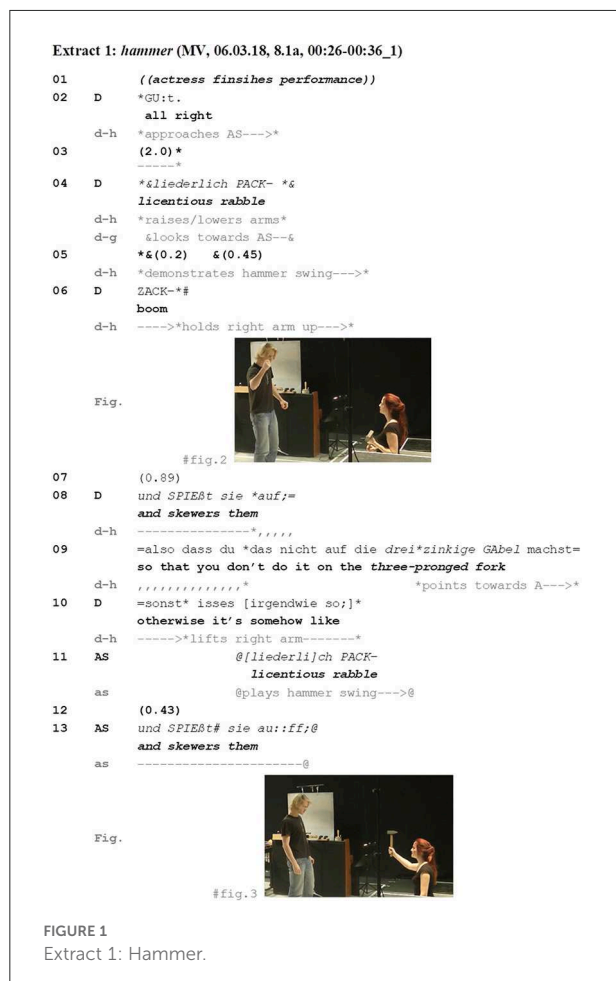 Extract 1: hammer (MV, 06.03.18, 8.1a, 00:26-00:36_1)
01 ((actress finsihes performance))
02 D *GU:t.
all right
d-h *approaches AS--->*
03 (2.0)*
-----*
04 D *&liederlich PACK- *&
licentious rabble
d-h *raises/lowers arms*
d-g &looks towards AS--&
05 *&(0.2) &(0.45)
d-h *demonstrates hammer swing--->*
06 D ZACK-*#
boom
d-h ---->*holds right arm up--->*
Fig.
#fig.2
07 (0.89)
08 D und SPIEßt sie *auf;=
and skewers them
d-h ---------------*,,,,,
09 =also dass du *das nicht auf die drei*zinkige GAbel machst=
so that you don't do it on the three-pronged fork
d-h ,,,,,,,,,,,,,,* *points towards A--->*
10 D =sonst* isses [irgendwie so;]*
otherwise it's somehow like
d-h ----->*lifts right arm-------*
11 AS @[liederli]ch PACK-
licentious rabble
as @plays hammer swing--->@
12 (0.43)
13 AS und SPIEßt# sie au::ff;@
and skewers them
as ----------------------@
Fig.
#fig.3
FIGURE 1
Extract 1: Hammer.